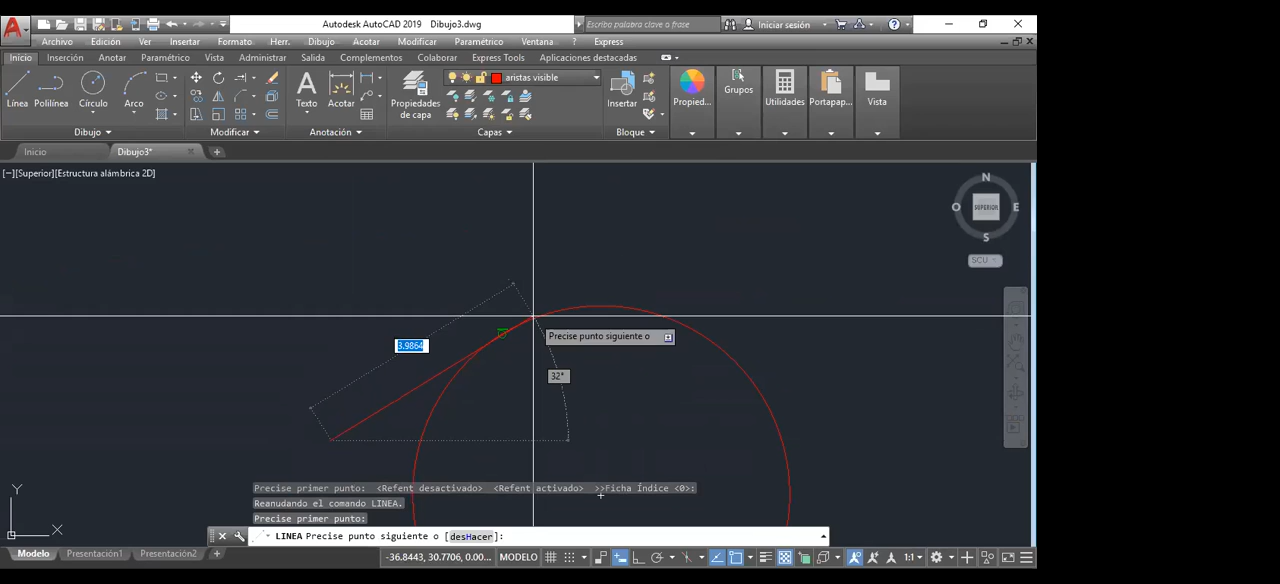 Autodesk AutoCAD 2019 Dibujo3.dwg
Escriba palabra clave o frase
Iniciar sesión
Archivo Edición Ver Insertar Formato Herr. Dibujo Acotar Modificar Paramétrico Ventana ? Express
Inicio Inserción Anotar Paramétrico Vista Administrar Salida Complementos Colaborar Express Tools Aplicaciones destacadas
aristas visible
Línea Polilínea Círculo Arco
Texto Acotar
Propiedades de capa
Insertar
Propied... Grupos Utilidades Portapap... Vista
Dibujo Modificar Anotación Capas Bloque
Inicio Dibujo3*
[−][Superior][Estructura alámbrica 2D]
N
O SUPERIOR E
S
SCU
3.9864
Precise punto siguiente o
32°
Precise primer punto: <Refent desactivado> <Refent activado> >>Ficha Índice <0>:
Reanudando el comando LINEA.
Precise primer punto:
Y
X
LINEA Precise punto siguiente o [desHacer]:
Modelo Presentación1 Presentación2
-36.8443, 30.7706, 0.00... MODELO
1:1